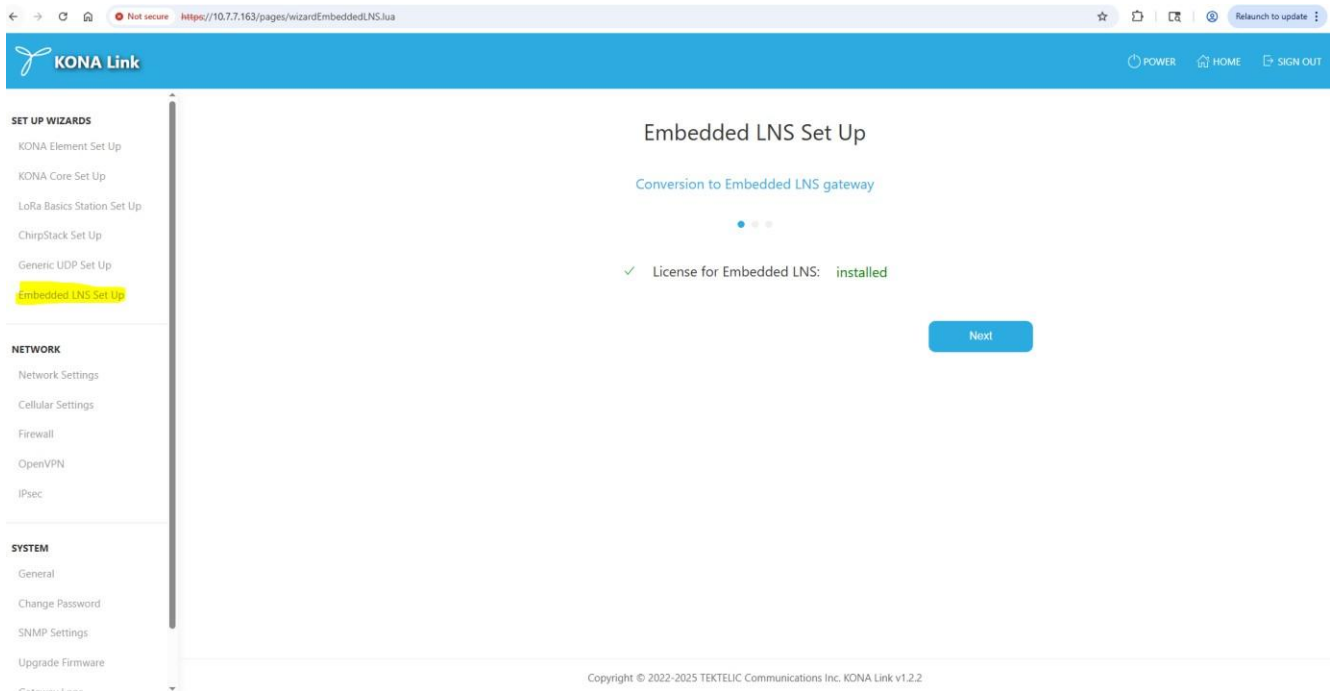 Not secure https://10.7.7.163/pages/wizardEmbeddedLNS.lua
Relaunch to update
KONA Link
POWER HOME SIGN OUT
SET UP WIZARDS
KONA Element Set Up
KONA Core Set Up
LoRa Basics Station Set Up
ChirpStack Set Up
Generic UDP Set Up
Embedded LNS Set Up
NETWORK
Network Settings
Cellular Settings
Firewall
OpenVPN
IPsec
SYSTEM
General
Change Password
SNMP Settings
Upgrade Firmware
Embedded LNS Set Up
Conversion to Embedded LNS gateway
License for Embedded LNS: installed
Next
Copyright © 2022-2025 TEKTELIC Communications Inc. KONA Link v1.2.2